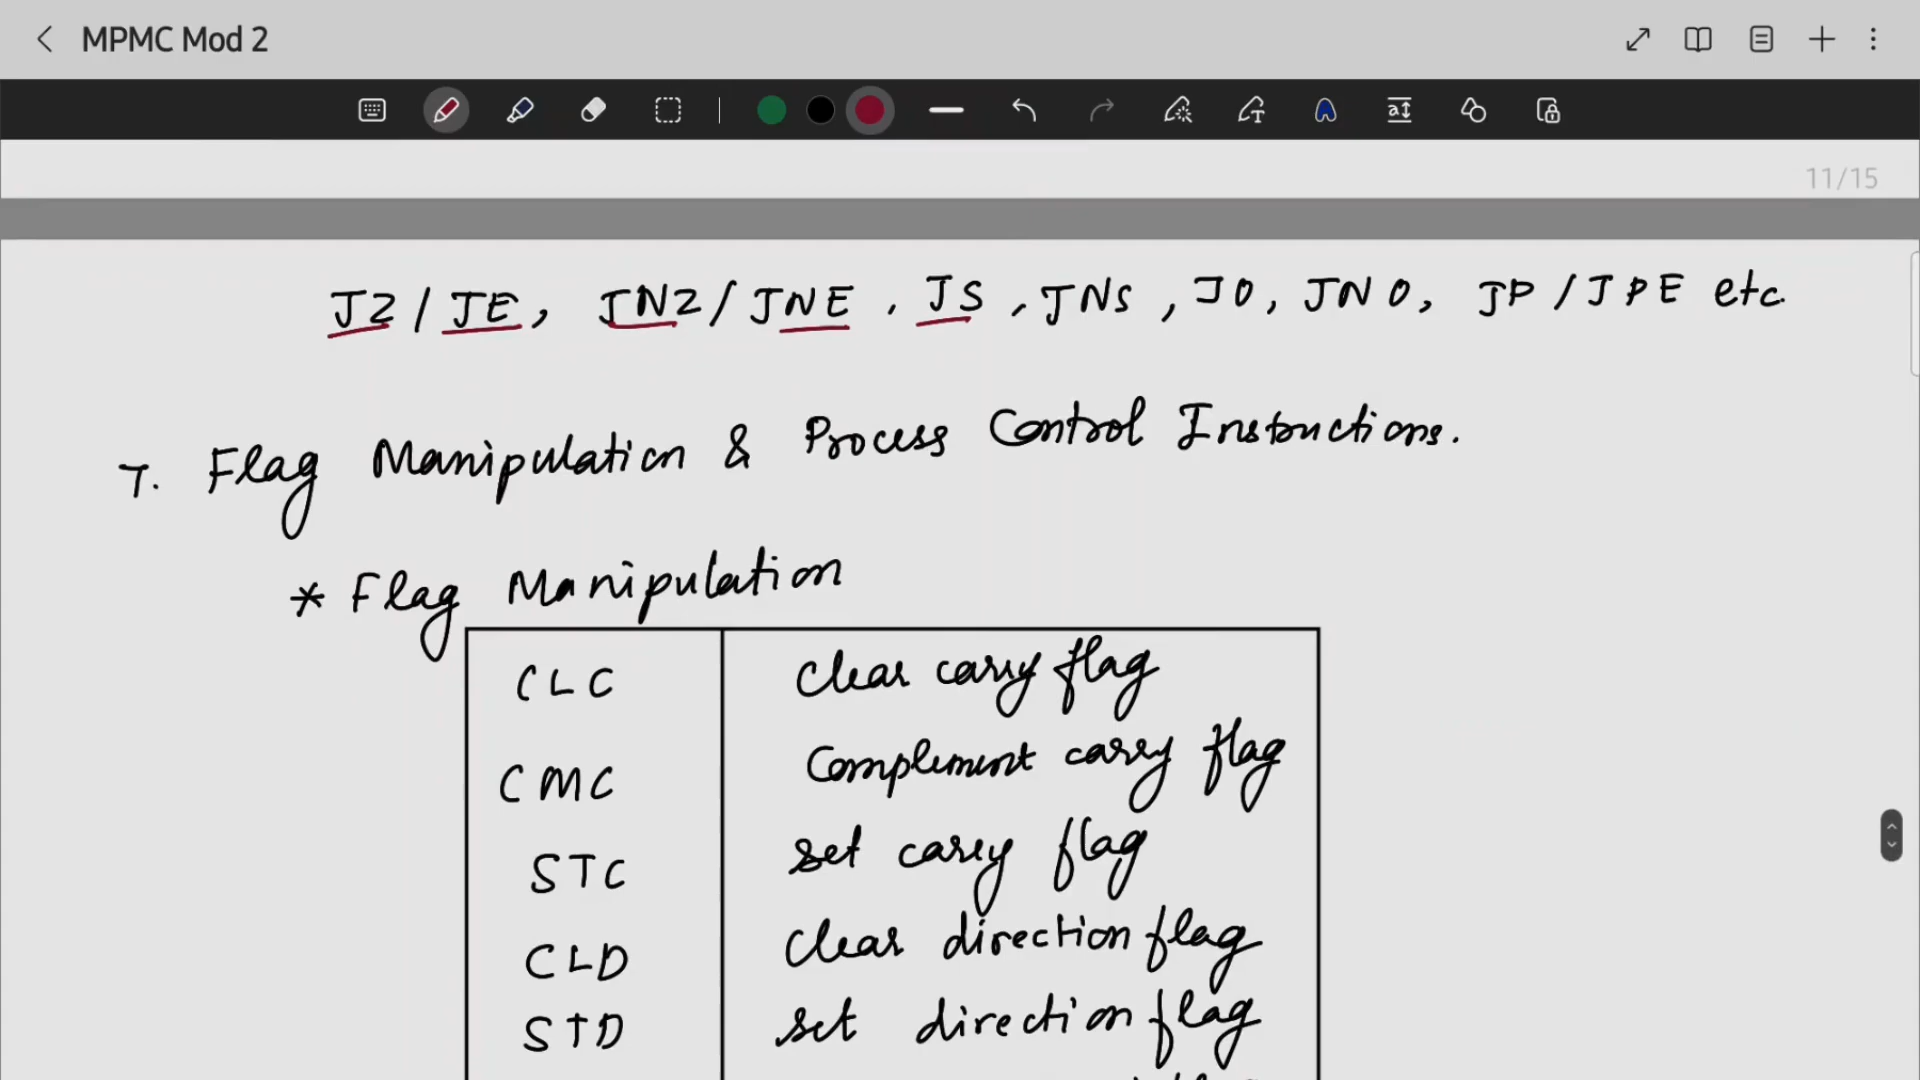 MPMC Mod 2
11/15
JZ / JE, JNZ / JNE, JS, JNS, JO, JNO, JP / JPE etc.
7. Flag Manipulation & Process Control Instructions.
* Flag Manipulation
CLC Clear carry flag
CMC Complement carry flag
STC set carry flag
CLD Clear direction flag
STD set direction flag